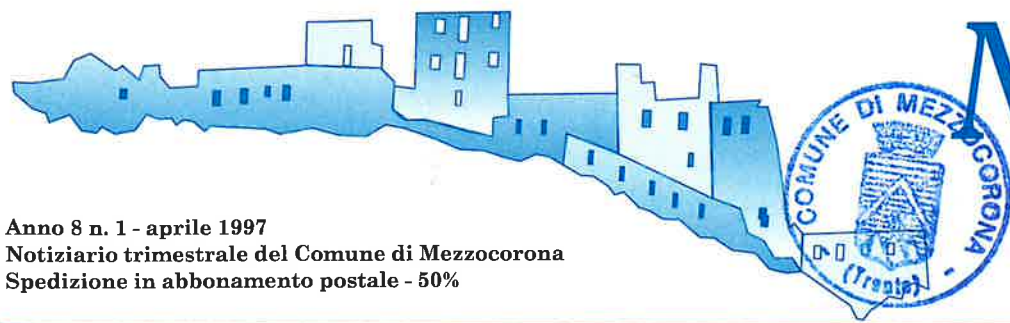 COMUNE DI MEZZOCORONA -
(Trento)
Anno 8 n. 1 - aprile 1997
Notiziario trimestrale del Comune di Mezzocorona
Spedizione in abbonamento postale - 50%